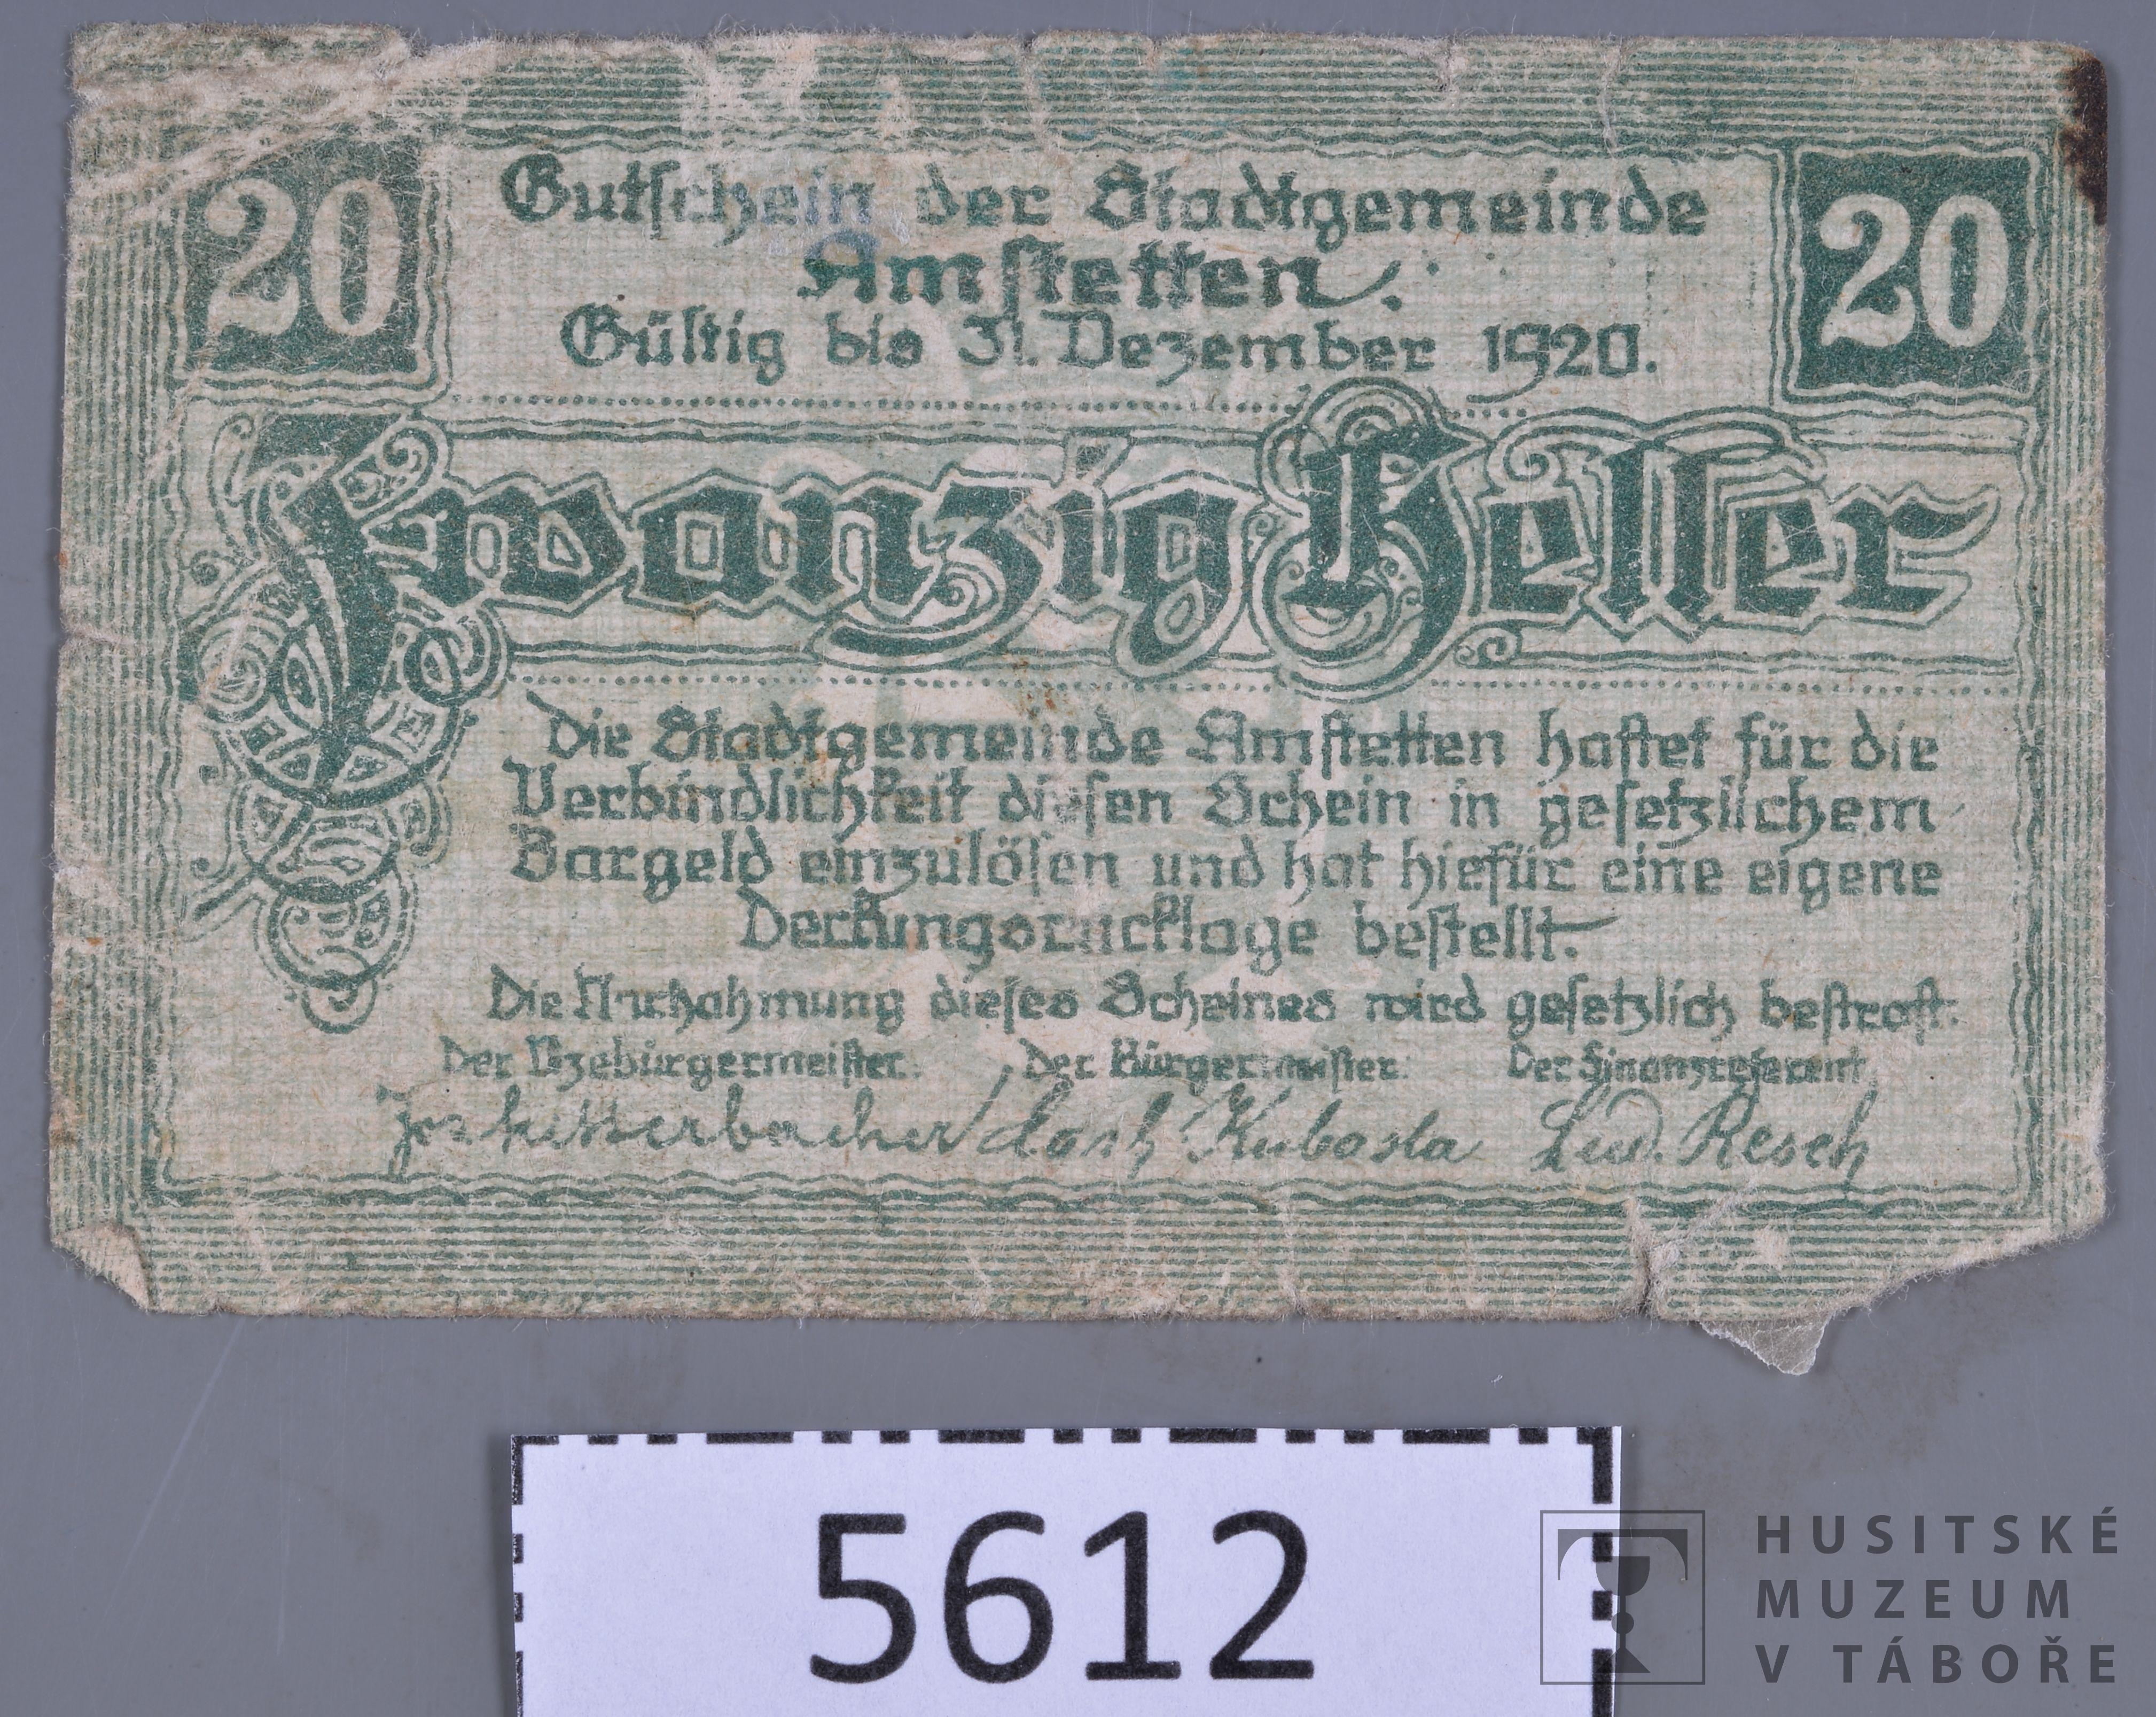 20
20
Gutschein der Stadtgemeinde
Amstetten.
Gültig bis 31. Dezember 1920.
Zwanzig Heller
Die Stadtgemeinde Amstetten haftet für die
Verbindlichkeit diesen Schein in gesetzlichem
Bargeld einzulösen und hat hiefür eine eigene
Deckungsrücklage bestellt.
Die Nachahmung dieses Scheines wird gesetzlich bestraft.
Der Vizebürgermeister: Der Bürgermeister: Der Finanzreferent
Kubasta Lud. Resch
5612
HUSITSKÉ
MUZEUM
V TÁBOŘE